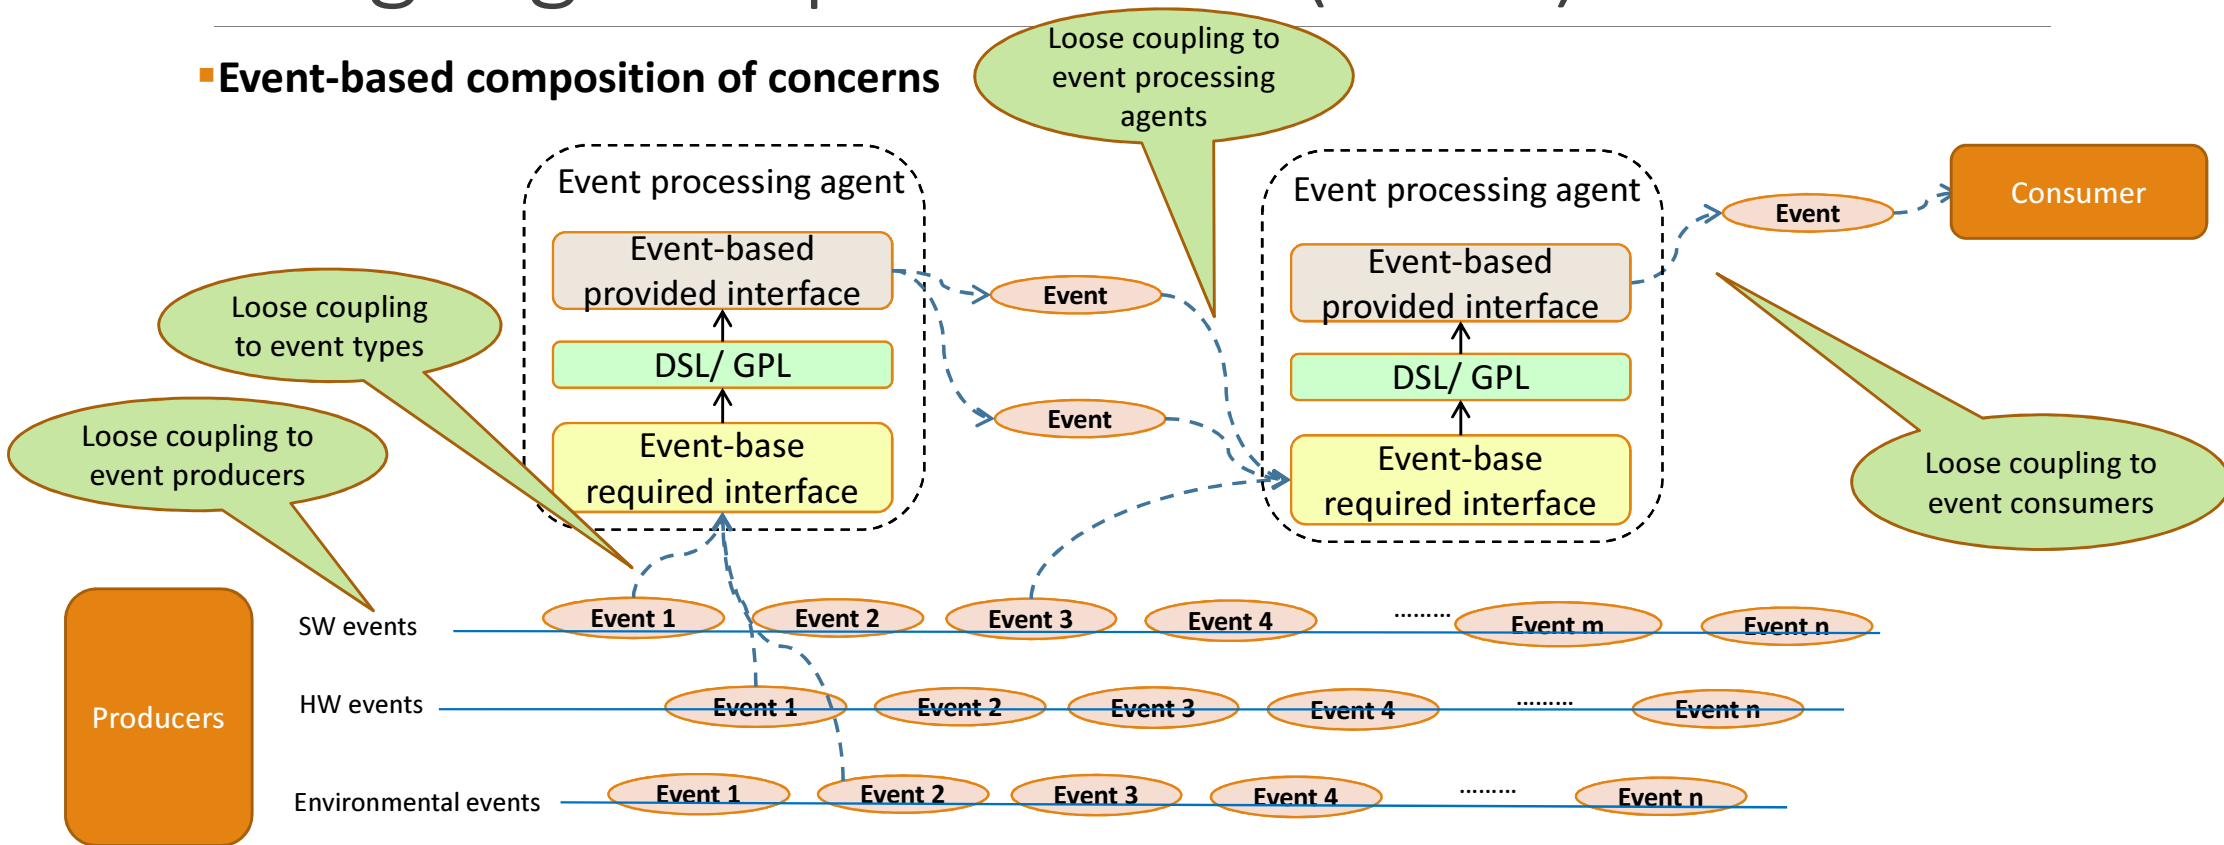 ▪Event-based composition of concerns
Loose coupling to
event processing
agents
Event processing agent
Event-based
provided interface
DSL/ GPL
Event-base
required interface
Event
Event
Event processing agent
Event-based
provided interface
DSL/ GPL
Event-base
required interface
Event
Consumer
Loose coupling
to event types
Loose coupling to
event producers
Loose coupling to
event consumers
Producers
SW events
Event 1
Event 2
Event 3
Event 4
.........
Event m
Event n
HW events
Event 1
Event 2
Event 3
Event 4
.........
Event n
Environmental events
Event 1
Event 2
Event 3
Event 4
.........
Event n